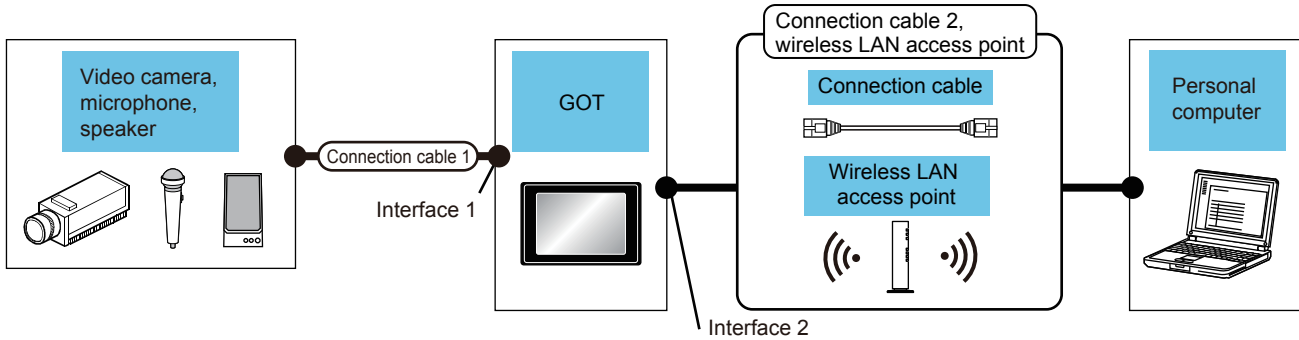 Video camera,
microphone,
speaker
Connection cable 1
Interface 1
GOT
Interface 2
Connection cable 2,
wireless LAN access point
Connection cable
Wireless LAN
access point
Personal
computer